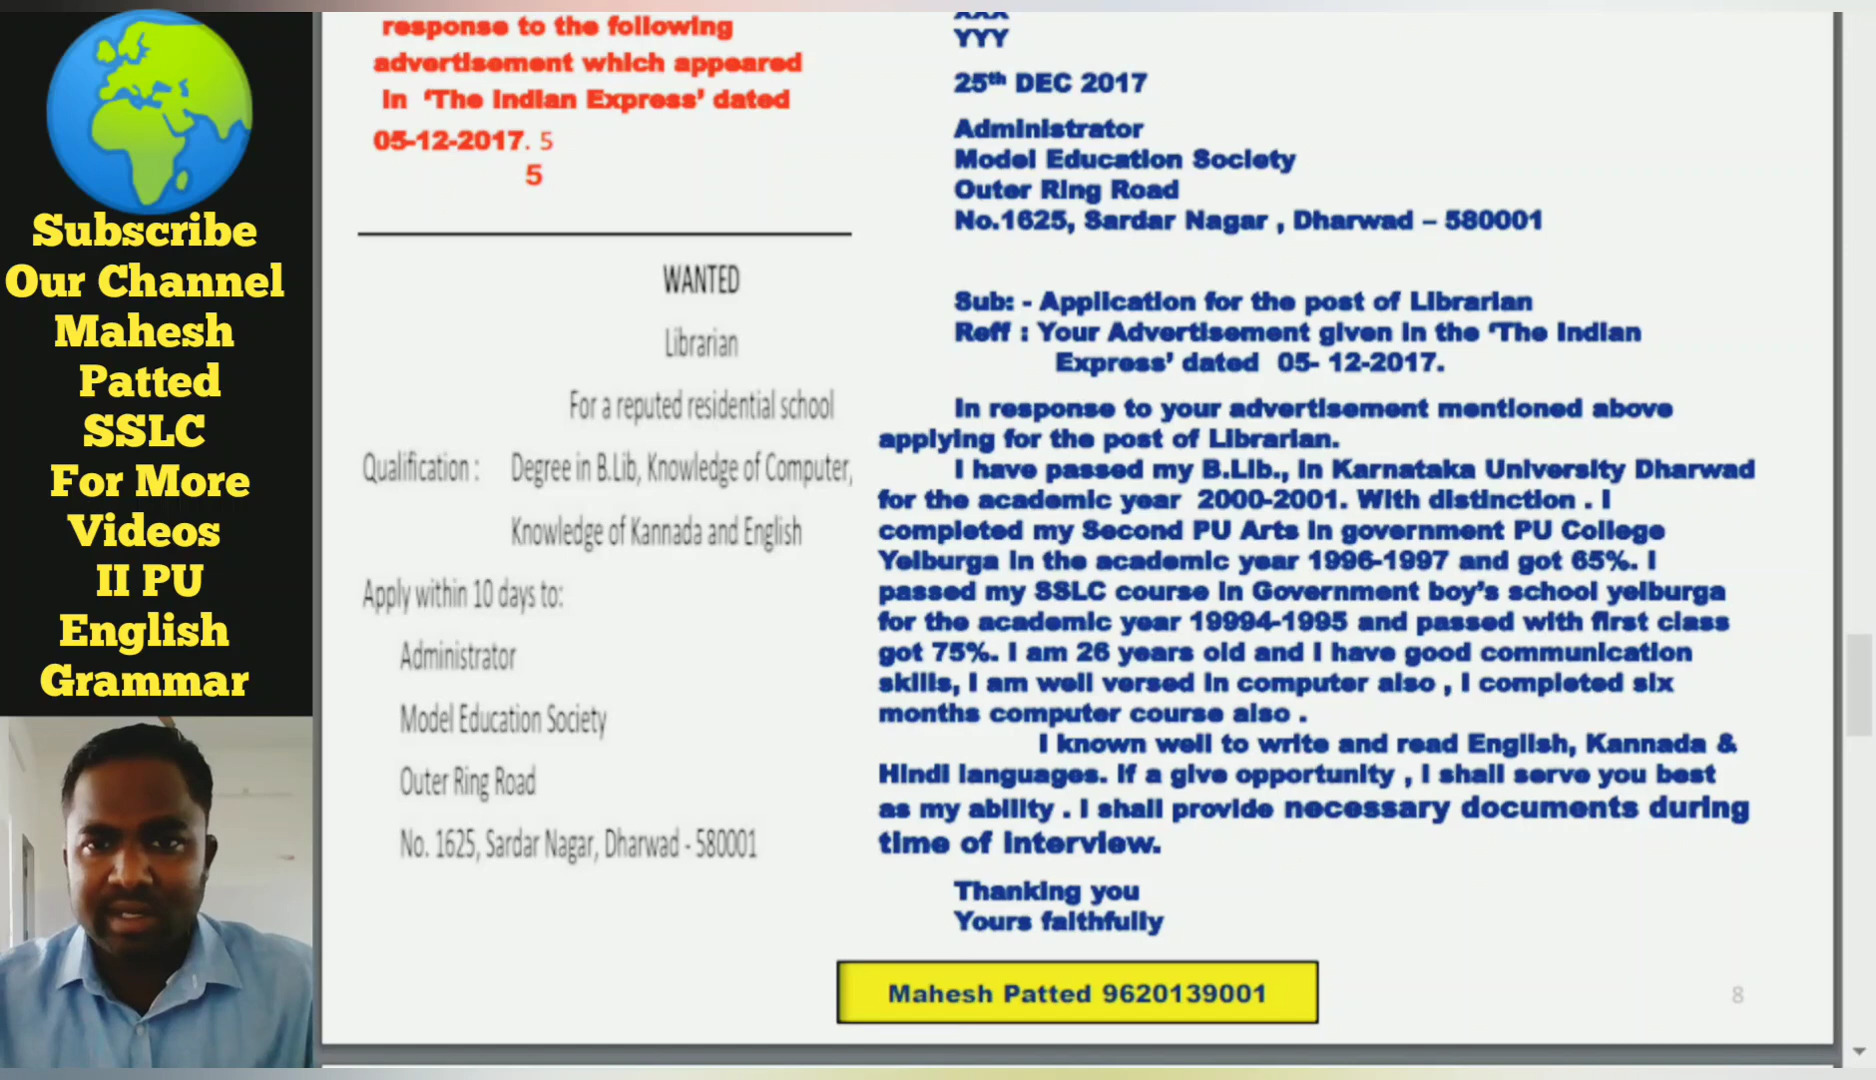 Subscribe
Our Channel
Mahesh
Patted
SSLC
For More
Videos
II PU
English
Grammar
response to the following
advertisement which appeared
in ‘The Indian Express’ dated
05-12-2017. 5
5
WANTED
Librarian
For a reputed residential school
Qualification : Degree in B.Lib, Knowledge of Computer,
Knowledge of Kannada and English
Apply within 10 days to:
Administrator
Model Education Society
Outer Ring Road
No. 1625, Sardar Nagar, Dharwad - 580001
XXX
YYY
25th DEC 2017
Administrator
Model Education Society
Outer Ring Road
No.1625, Sardar Nagar , Dharwad – 580001
Sub: - Application for the post of Librarian
Reff : Your Advertisement given in the ‘The Indian
Express’ dated 05- 12-2017.
In response to your advertisement mentioned above
applying for the post of Librarian.
I have passed my B.Lib., in Karnataka University Dharwad
for the academic year 2000-2001. With distinction . I
completed my Second PU Arts in government PU College
Yelburga in the academic year 1996-1997 and got 65%. I
passed my SSLC course in Government boy’s school yelburga
for the academic year 19994-1995 and passed with first class
got 75%. I am 26 years old and I have good communication
skills, I am well versed in computer also , I completed six
months computer course also .
I known well to write and read English, Kannada &
Hindi languages. If a give opportunity , I shall serve you best
as my ability . I shall provide necessary documents during
time of interview.
Thanking you
Yours faithfully
Mahesh Patted 9620139001
8